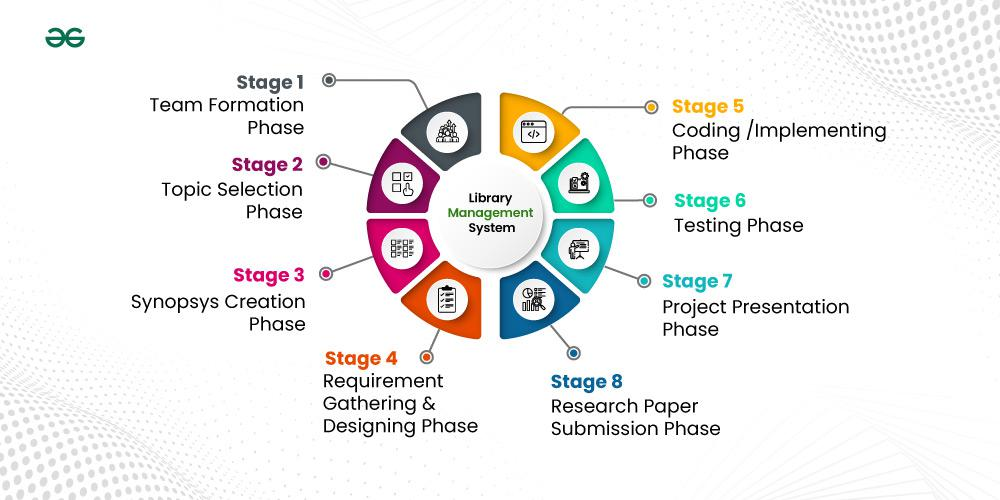 Stage 1
Team Formation
Phase
Stage 2
Topic Selection
Phase
Stage 3
Synopsys Creation
Phase
Stage 4
Requirement
Gathering &
Designing Phase
Library
Management
System
Stage 5
Coding /Implementing
Phase
Stage 6
Testing Phase
Stage 7
Project Presentation
Phase
Stage 8
Research Paper
Submission Phase